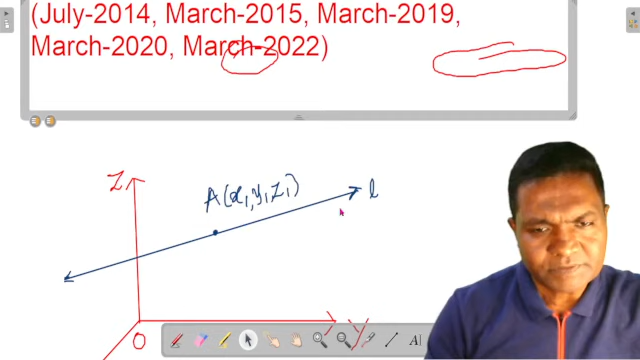 (July-2014, March-2015, March-2019,
March-2020, March-2022)
Z
A(x₁, y₁, z₁)
l
O
Y
A